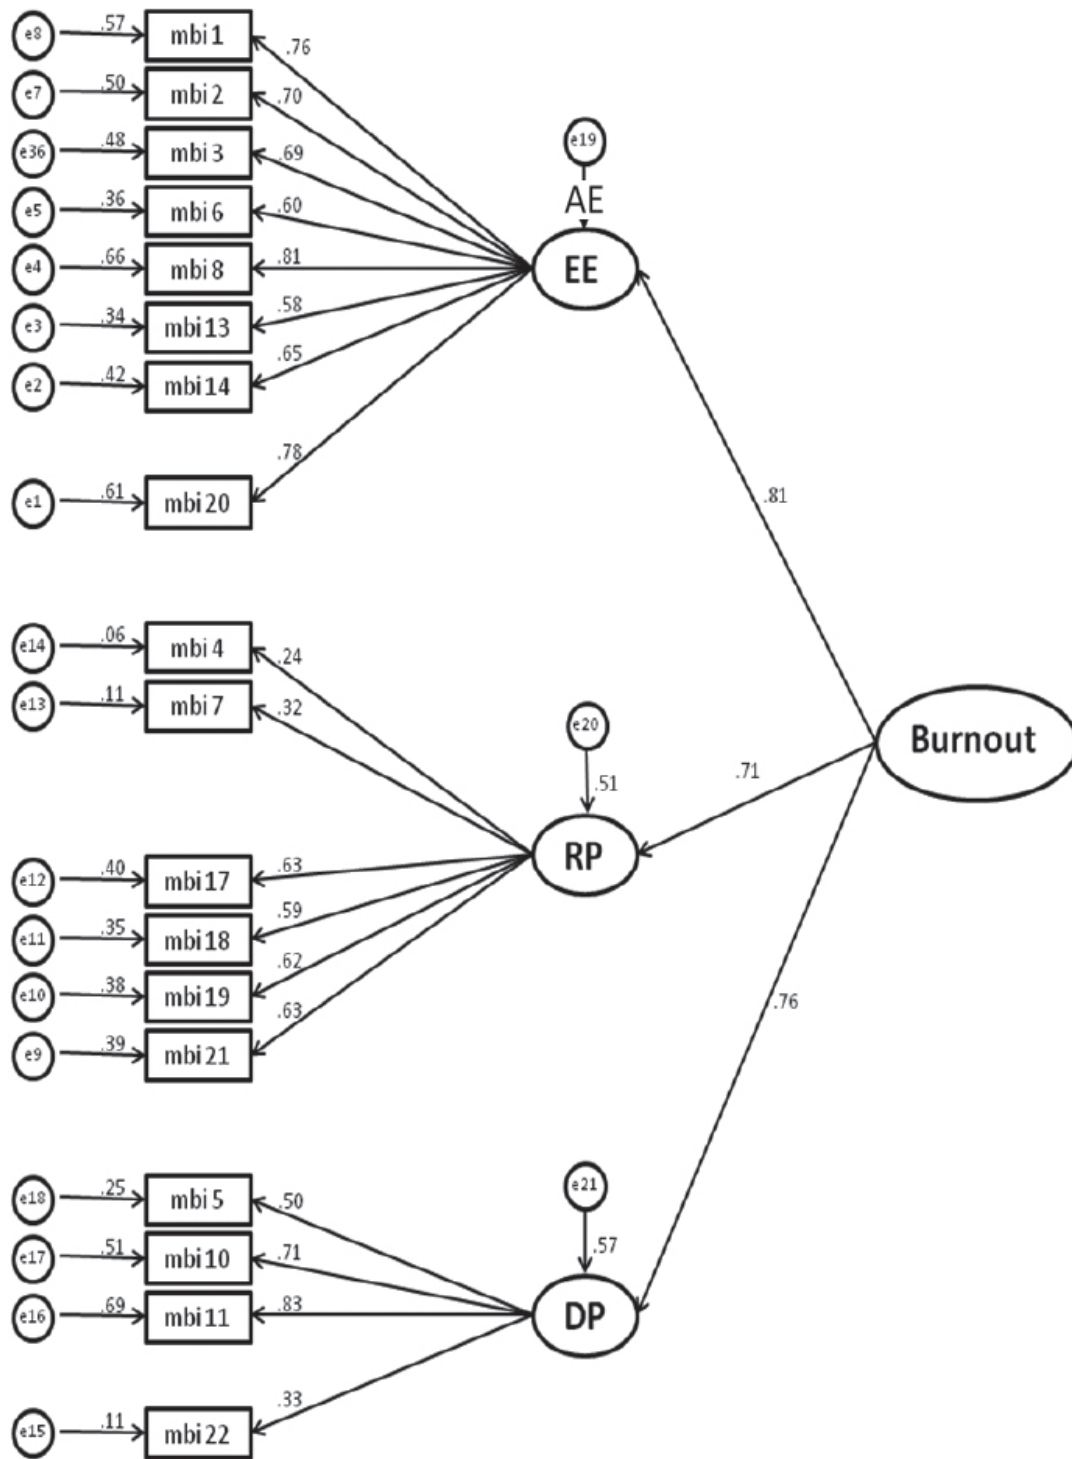 e8 .57 mbi 1 .76
e7 .50 mbi 2 .70
e36 .48 mbi 3 .69
e19
AE
e5 .36 mbi 6 .60
e4 .66 mbi 8 .81 EE
e3 .34 mbi 13 .58
e2 .42 mbi 14 .65
.78
e1 .61 mbi 20 .81
e14 .06 mbi 4 .24
e13 .11 mbi 7 .32
e20
Burnout
.51 .71
RP
e12 .40 mbi 17 .63
e11 .35 mbi 18 .59
e10 .38 mbi 19 .62 .76
e9 .39 mbi 21 .63
e18 .25 mbi 5 .50
e21
e17 .51 mbi 10 .71 .57
e16 .69 mbi 11 .83 DP
e15 .11 mbi 22 .33